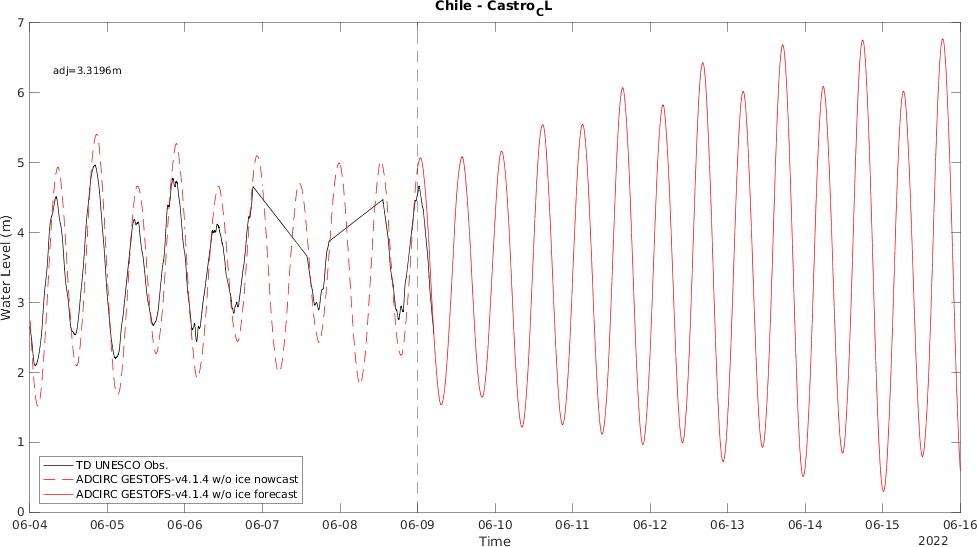 Chile - Castro_CL
7
6
5
4
3
2
1
0
Water Level (m)
adj=3.3196m
TD UNESCO Obs.
ADCIRC GESTOFS-v4.1.4 w/o ice nowcast
ADCIRC GESTOFS-v4.1.4 w/o ice forecast
06-04 06-05 06-06 06-07 06-08 06-09 06-10 06-11 06-12 06-13 06-14 06-15 06-16
Time
2022